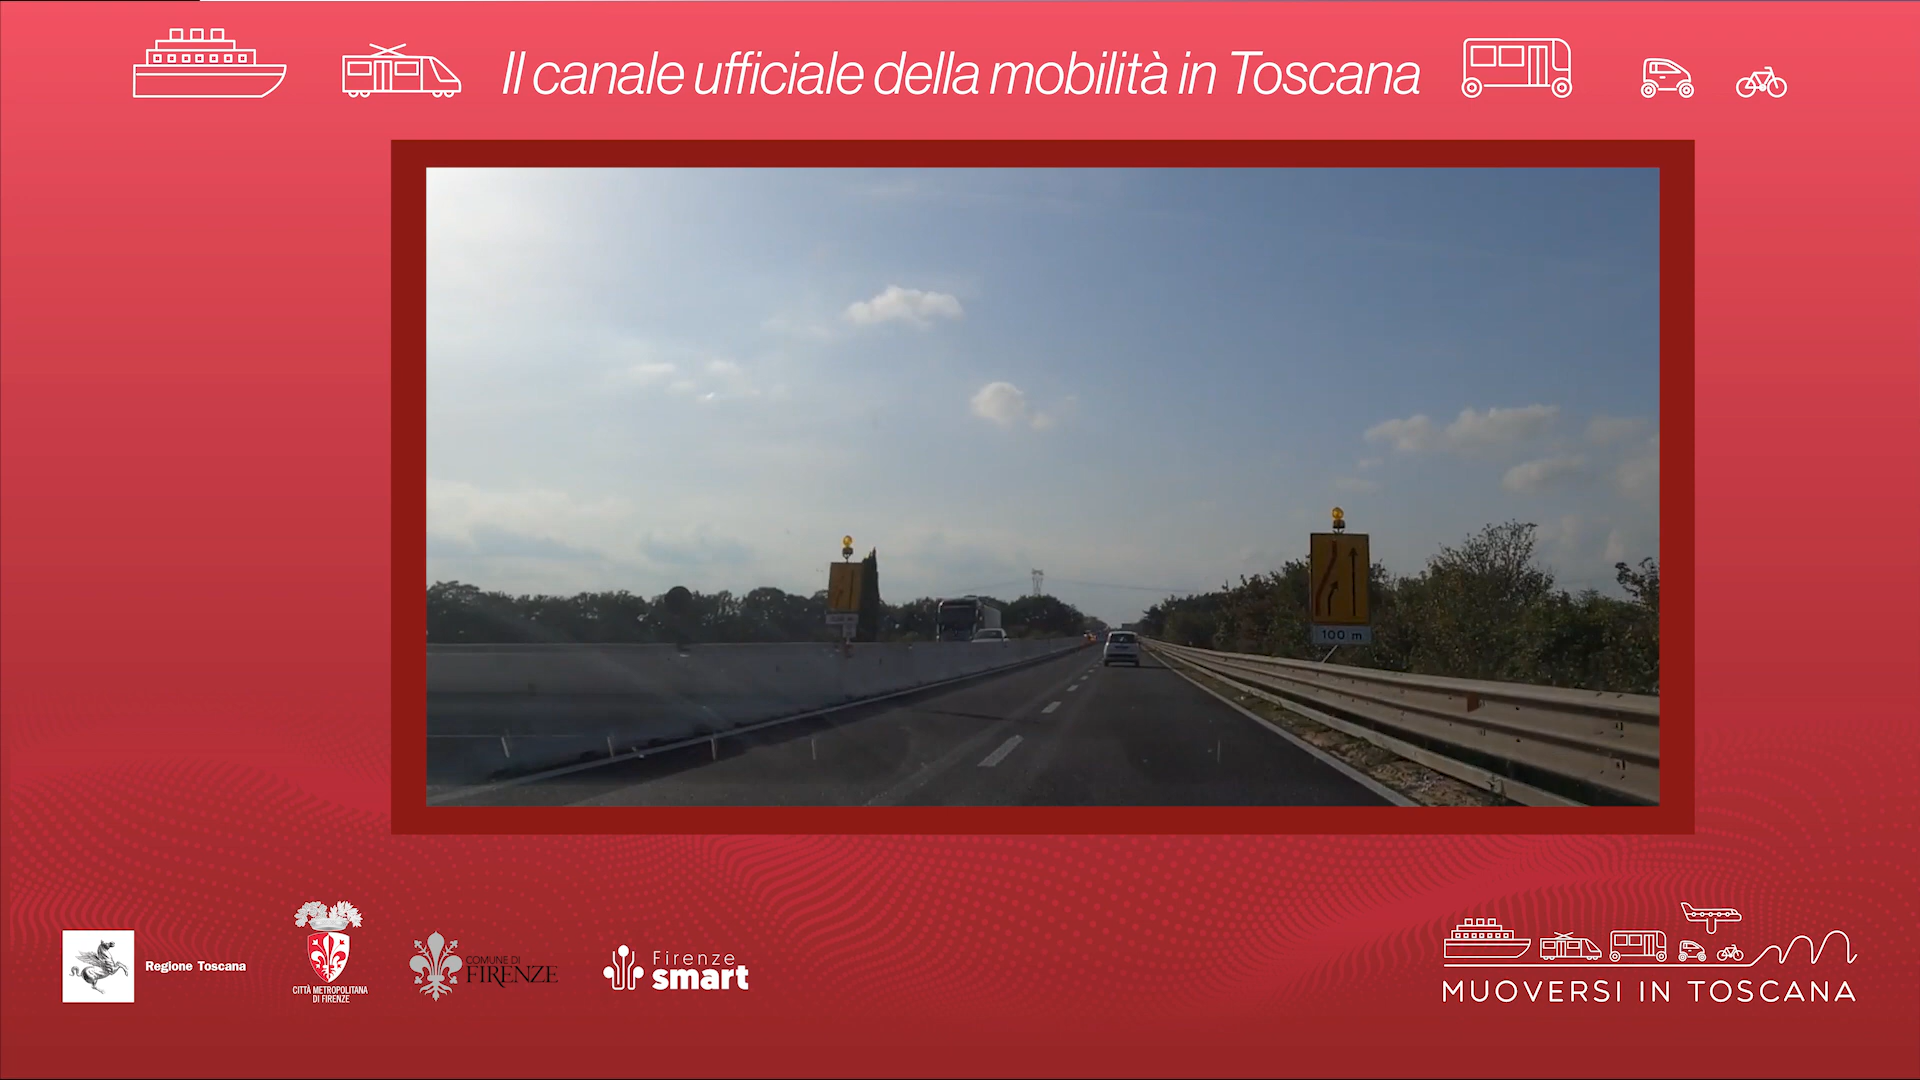 Il canale ufficiale della mobilità in Toscana
100 m
Regione Toscana
CITTÀ METROPOLITANA
DI FIRENZE
COMUNE DI
FIRENZE
Firenze
smart
MUOVERSI IN TOSCANA